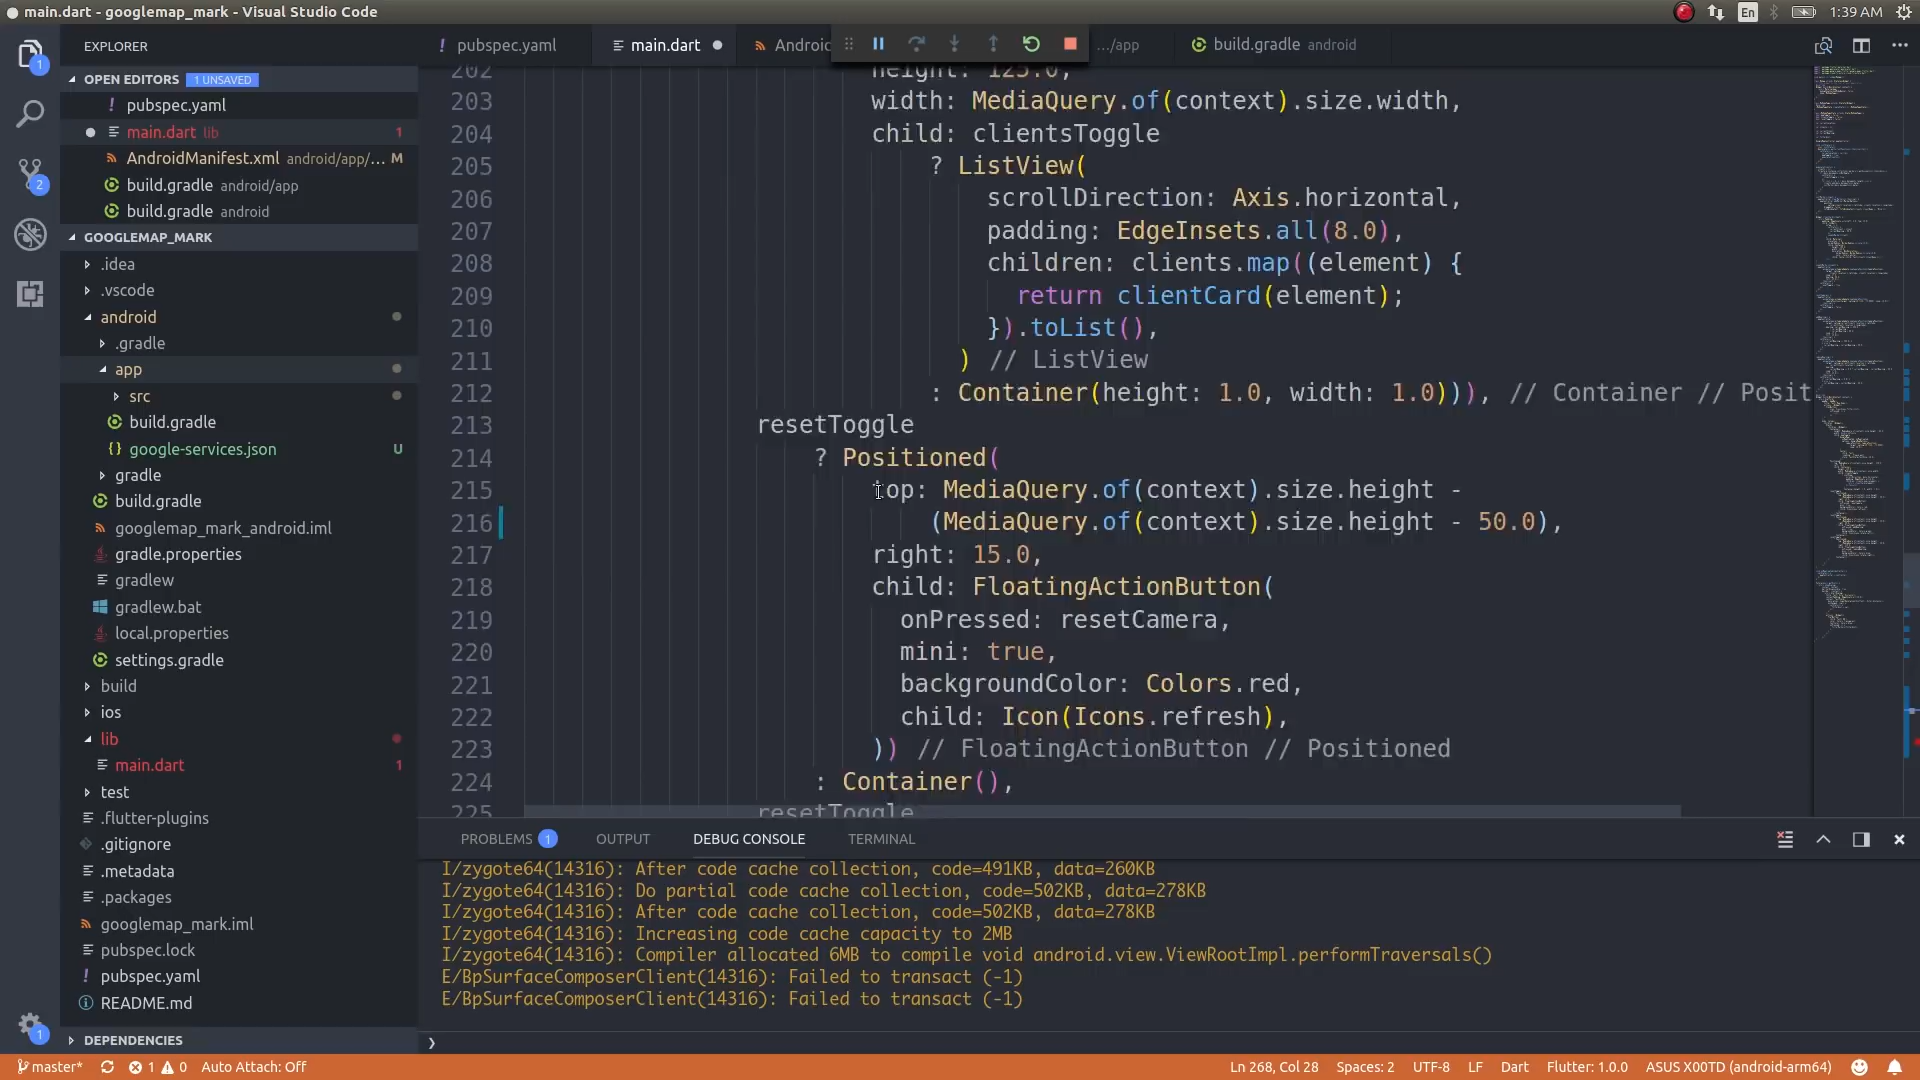 main.dart - googlemap_mark - Visual Studio Code
En
1:39 AM
EXPLORER
OPEN EDITORS 1 UNSAVED
! pubspec.yaml
main.dart lib 1
AndroidManifest.xml android/app/... M
build.gradle android/app
build.gradle android
GOOGLEMAP_MARK
.idea
.vscode
android
.gradle
app
src
build.gradle
{} google-services.json U
gradle
build.gradle
googlemap_mark_android.iml
gradle.properties
gradlew
gradlew.bat
local.properties
settings.gradle
build
ios
lib
main.dart 1
test
.flutter-plugins
.gitignore
.metadata
.packages
googlemap_mark.iml
pubspec.lock
! pubspec.yaml
README.md
DEPENDENCIES
1
2
1
! pubspec.yaml
main.dart
Android
.../app
build.gradle android
202 height: 125.0,
203 width: MediaQuery.of(context).size.width,
204 child: clientsToggle
205 ? ListView(
206 scrollDirection: Axis.horizontal,
207 padding: EdgeInsets.all(8.0),
208 children: clients.map((element) {
209 return clientCard(element);
210 }).toList(),
211 ) // ListView
212 : Container(height: 1.0, width: 1.0))), // Container // Posit
213 resetToggle
214 ? Positioned(
215 top: MediaQuery.of(context).size.height -
216 (MediaQuery.of(context).size.height - 50.0),
217 right: 15.0,
218 child: FloatingActionButton(
219 onPressed: resetCamera,
220 mini: true,
221 backgroundColor: Colors.red,
222 child: Icon(Icons.refresh),
223 )) // FloatingActionButton // Positioned
224 : Container(),
225 resetToggle
PROBLEMS 1 OUTPUT DEBUG CONSOLE TERMINAL
I/zygote64(14316): After code cache collection, code=491KB, data=260KB
I/zygote64(14316): Do partial code cache collection, code=502KB, data=278KB
I/zygote64(14316): After code cache collection, code=502KB, data=278KB
I/zygote64(14316): Increasing code cache capacity to 2MB
I/zygote64(14316): Compiler allocated 6MB to compile void android.view.ViewRootImpl.performTraversals()
E/BpSurfaceComposerClient(14316): Failed to transact (-1)
E/BpSurfaceComposerClient(14316): Failed to transact (-1)
master* 1 0 Auto Attach: Off Ln 268, Col 28 Spaces: 2 UTF-8 LF Dart Flutter: 1.0.0 ASUS X00TD (android-arm64)